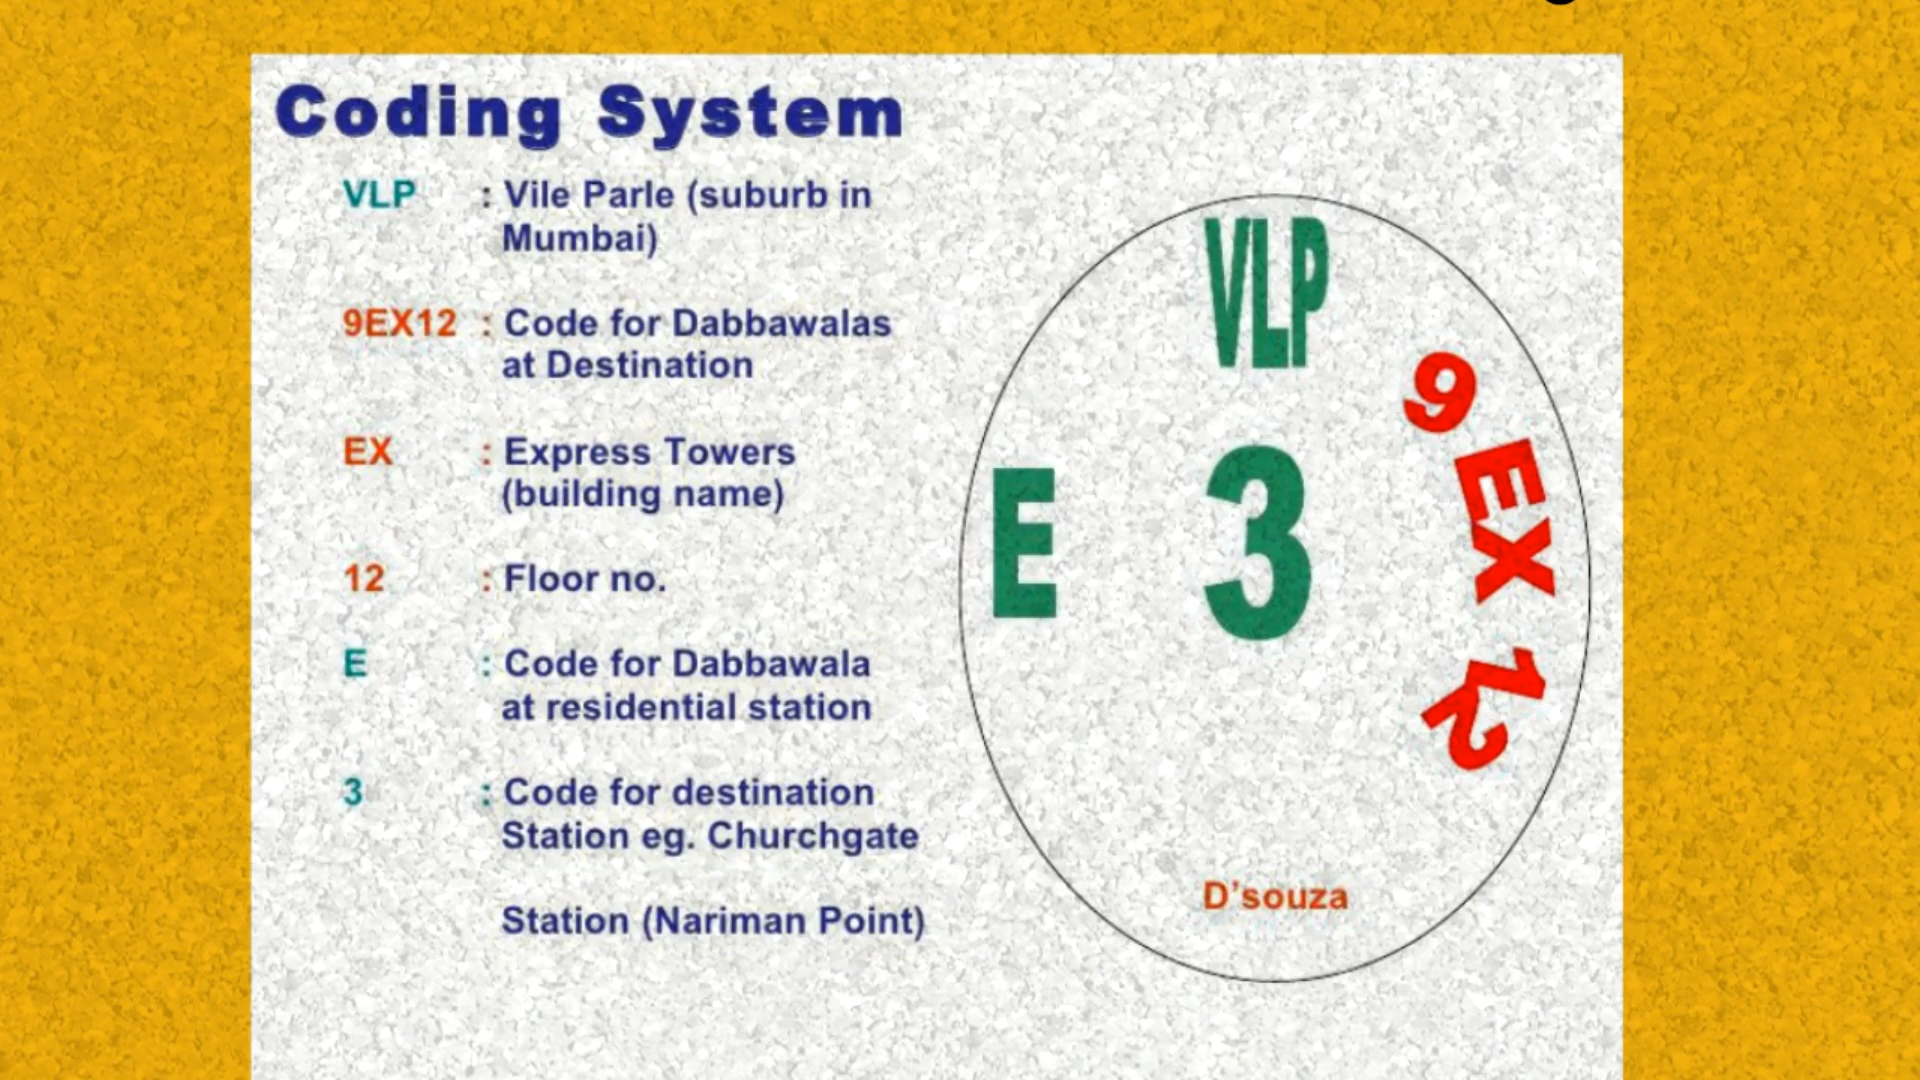 Coding System
VLP : Vile Parle (suburb in
Mumbai)
9EX12 : Code for Dabbawalas
at Destination
EX : Express Towers
(building name)
12 : Floor no.
E : Code for Dabbawala
at residential station
3 : Code for destination
Station eg. Churchgate
Station (Nariman Point)
VLP
E
3
9 EX 12
D’souza